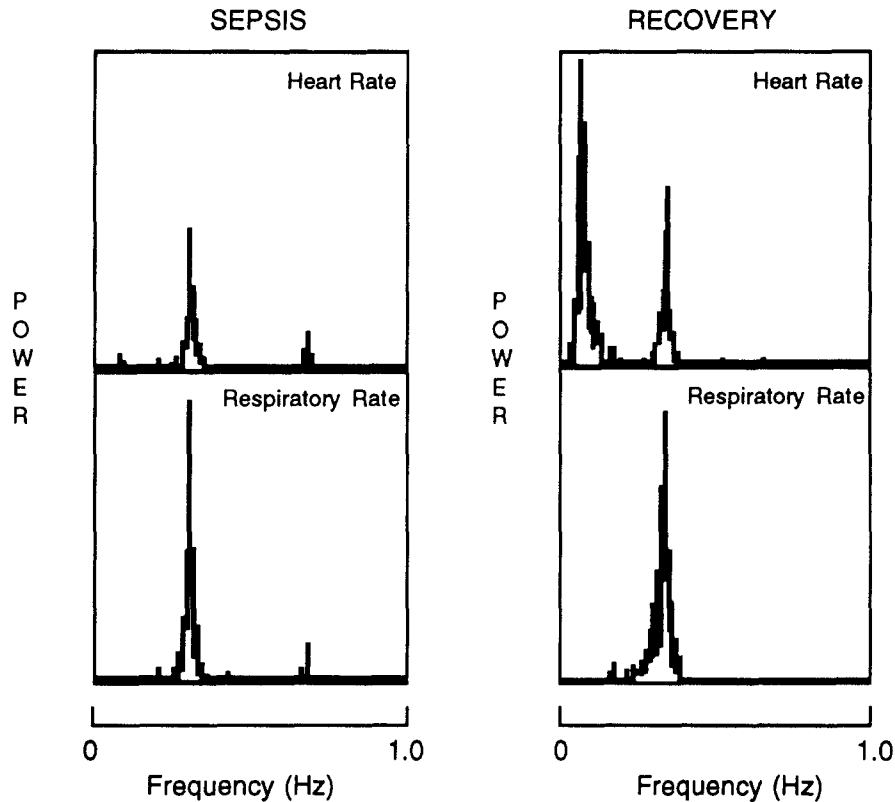 SEPSIS
RECOVERY
Heart Rate
Heart Rate
P
O
W
E
R
P
O
W
E
R
Respiratory Rate
Respiratory Rate
0
1.0
0
1.0
Frequency (Hz)
Frequency (Hz)